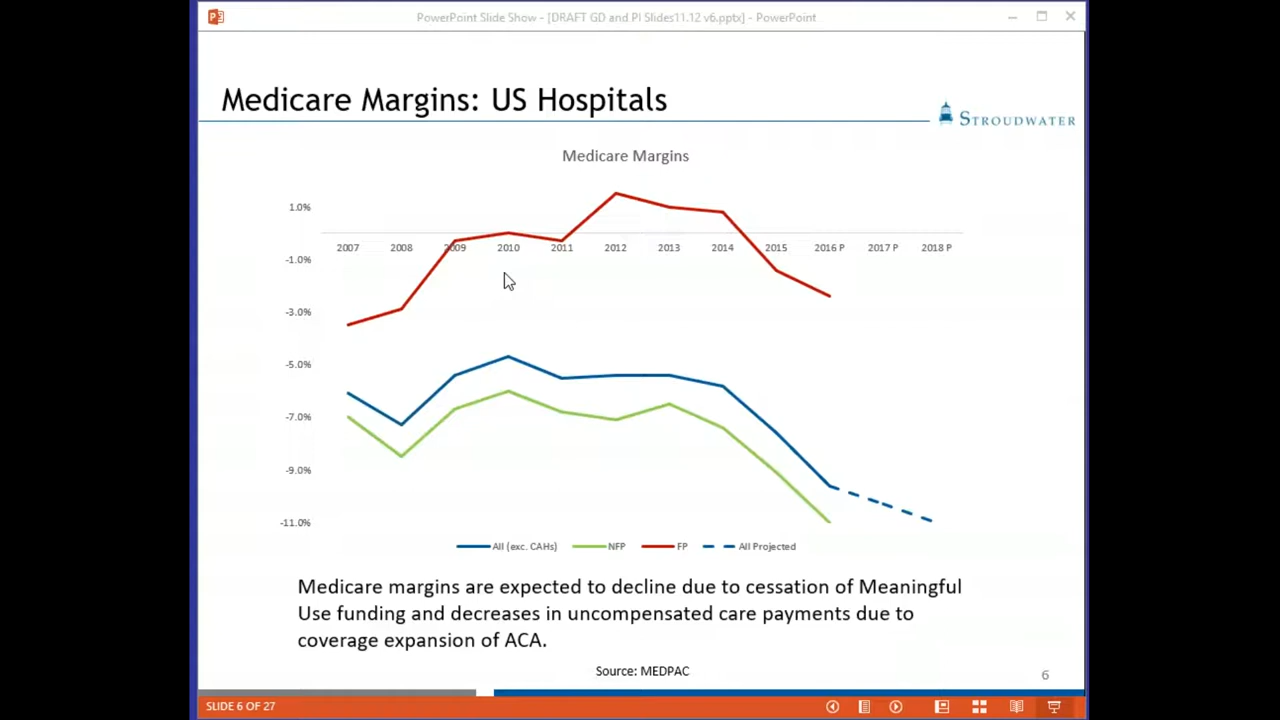 PowerPoint Slide Show - [DRAFT GD and PI Slides11.12 v6.pptx] - PowerPoint
Medicare Margins: US Hospitals
STROUDWATER
Medicare Margins
1.0%
2007 2008 2009 2010 2011 2012 2013 2014 2015 2016 P 2017 P 2018 P
-1.0%
-3.0%
-5.0%
-7.0%
-9.0%
-11.0%
All (exc. CAHs) NFP FP All Projected
Medicare margins are expected to decline due to cessation of Meaningful
Use funding and decreases in uncompensated care payments due to
coverage expansion of ACA.
Source: MEDPAC
6
SLIDE 6 OF 27